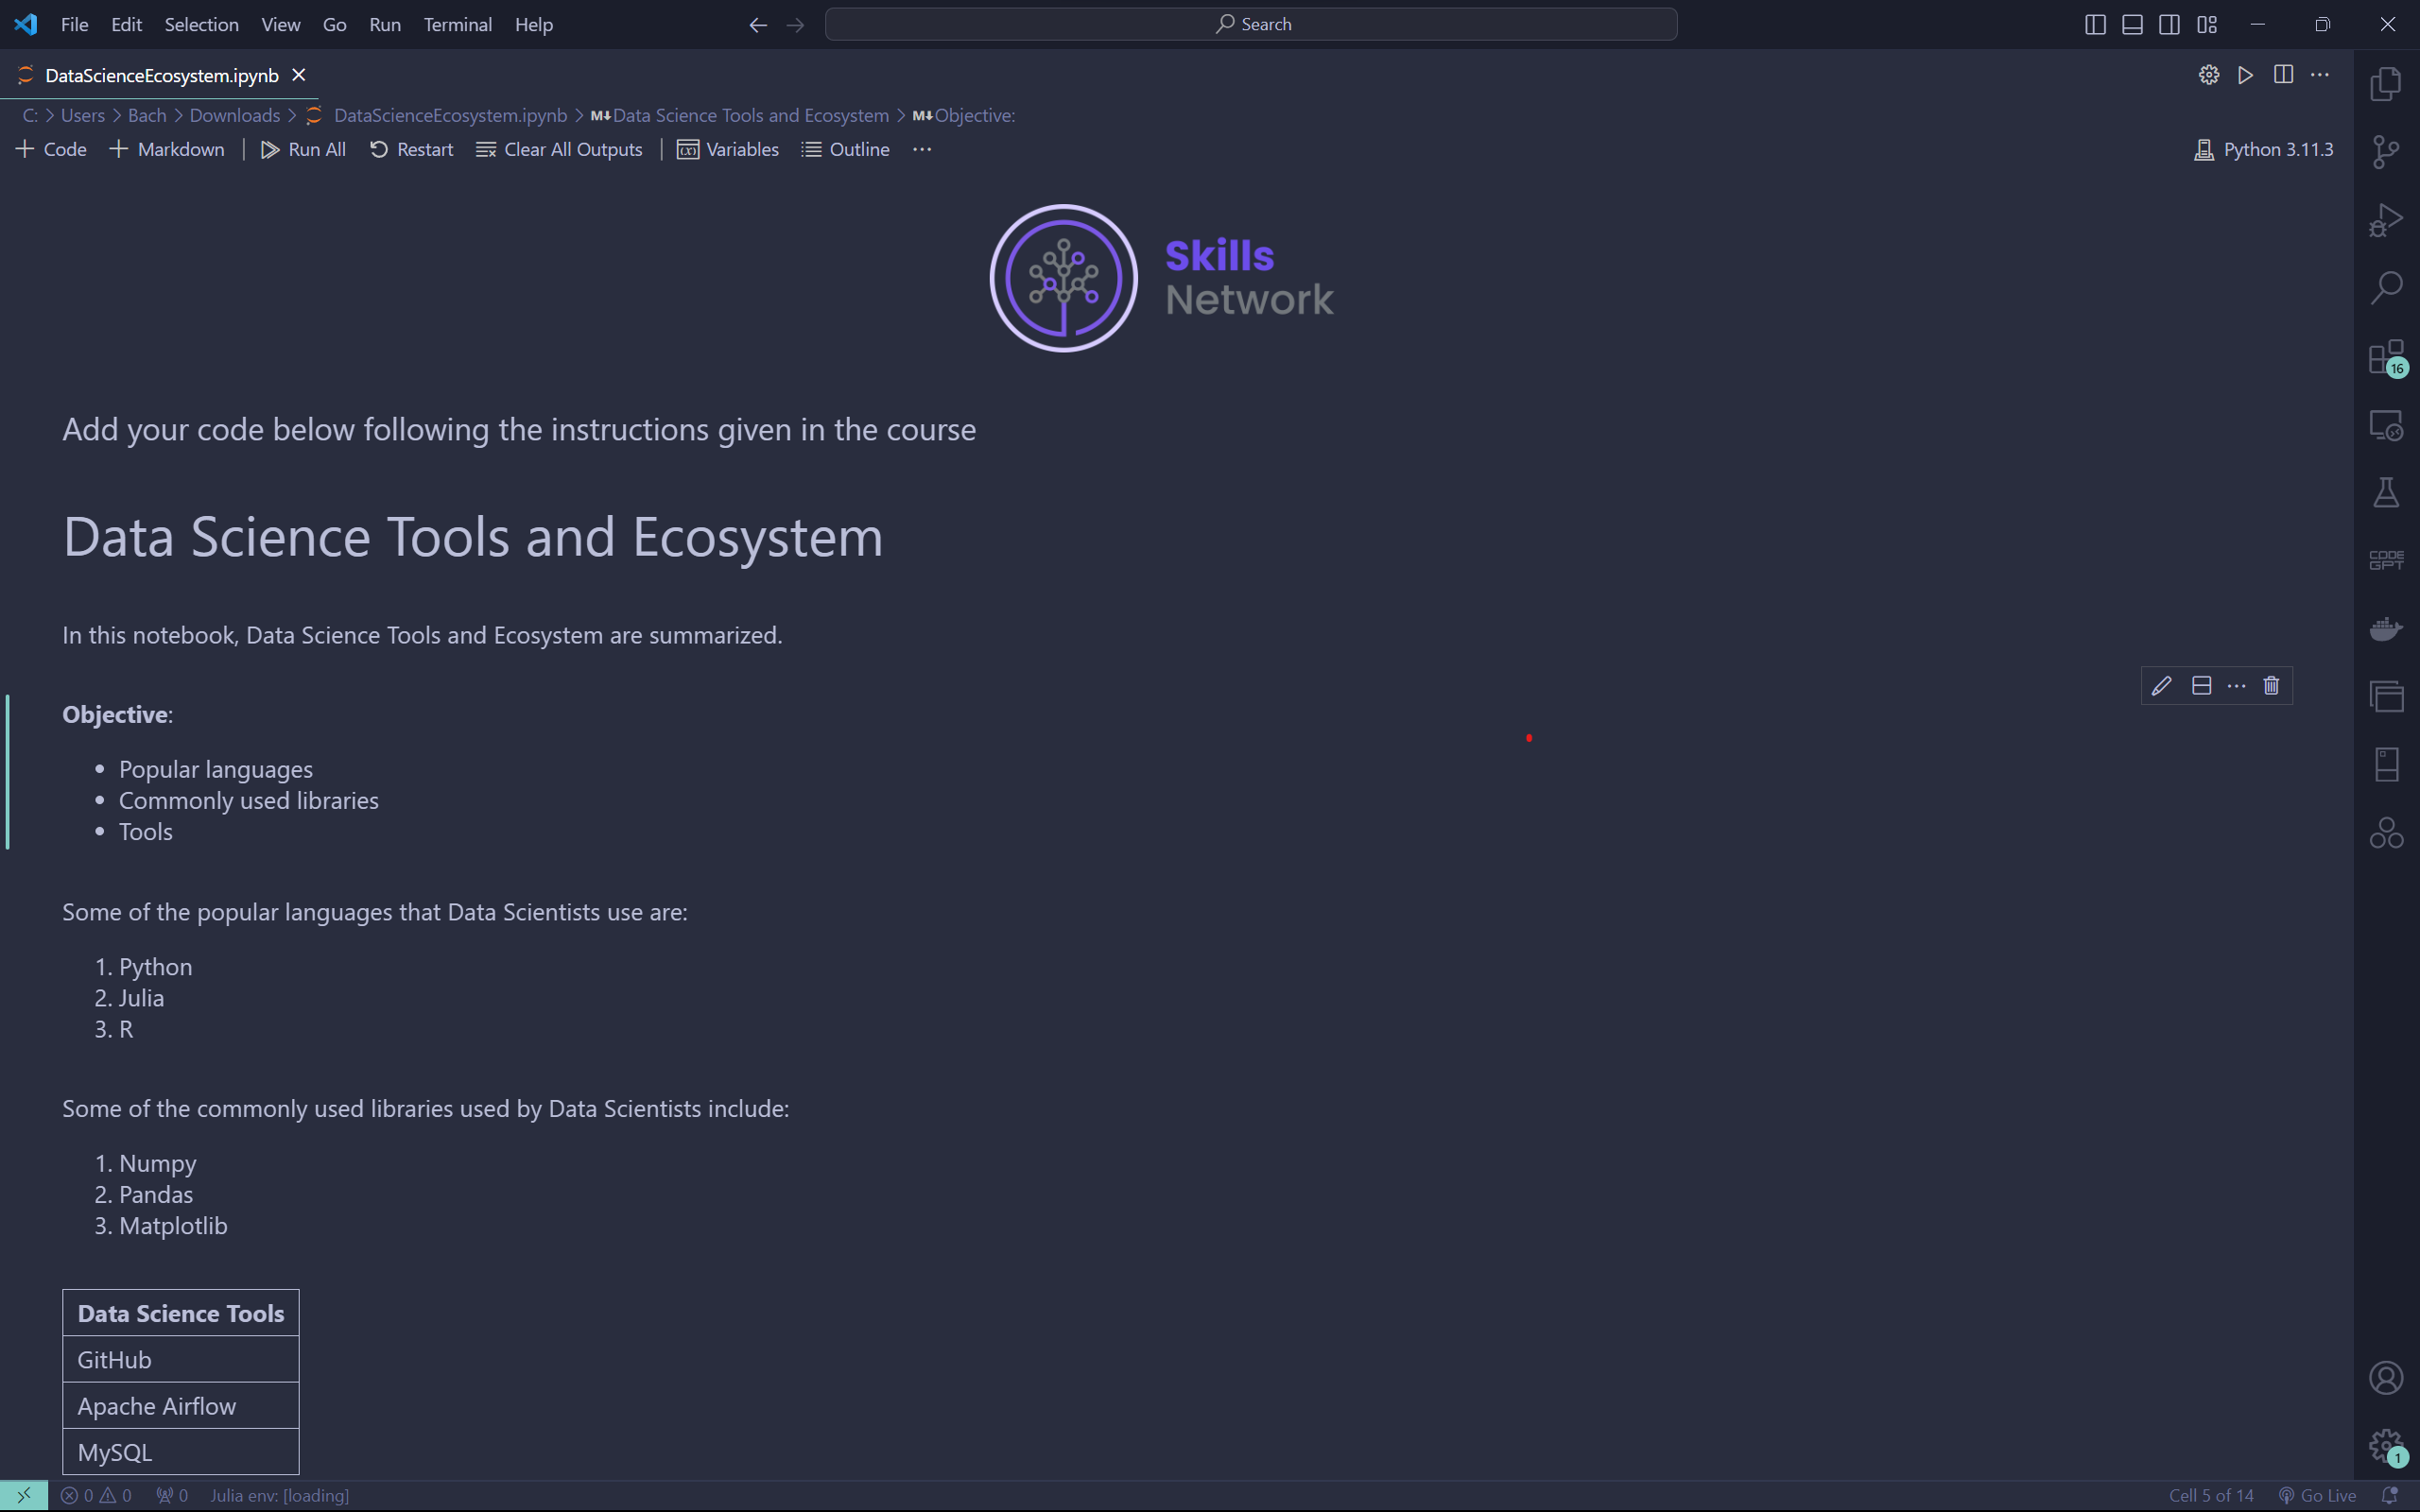 File Edit Selection View Go Run Terminal Help Search
DataScienceEcosystem.ipynb
C: > Users > Bach > Downloads > DataScienceEcosystem.ipynb > M↓Data Science Tools and Ecosystem > M↓Objective:
+ Code + Markdown | Run All Restart Clear All Outputs | Variables Outline ··· Python 3.11.3
Skills
Network
16
Add your code below following the instructions given in the course
Data Science Tools and Ecosystem
CODE
GPT
In this notebook, Data Science Tools and Ecosystem are summarized.
Objective:
• Popular languages
• Commonly used libraries
• Tools
Some of the popular languages that Data Scientists use are:
1. Python
2. Julia
3. R
Some of the commonly used libraries used by Data Scientists include:
1. Numpy
2. Pandas
3. Matplotlib
Data Science Tools
GitHub
Apache Airflow
MySQL
1
0 0 0 Julia env: [loading] Cell 5 of 14 Go Live